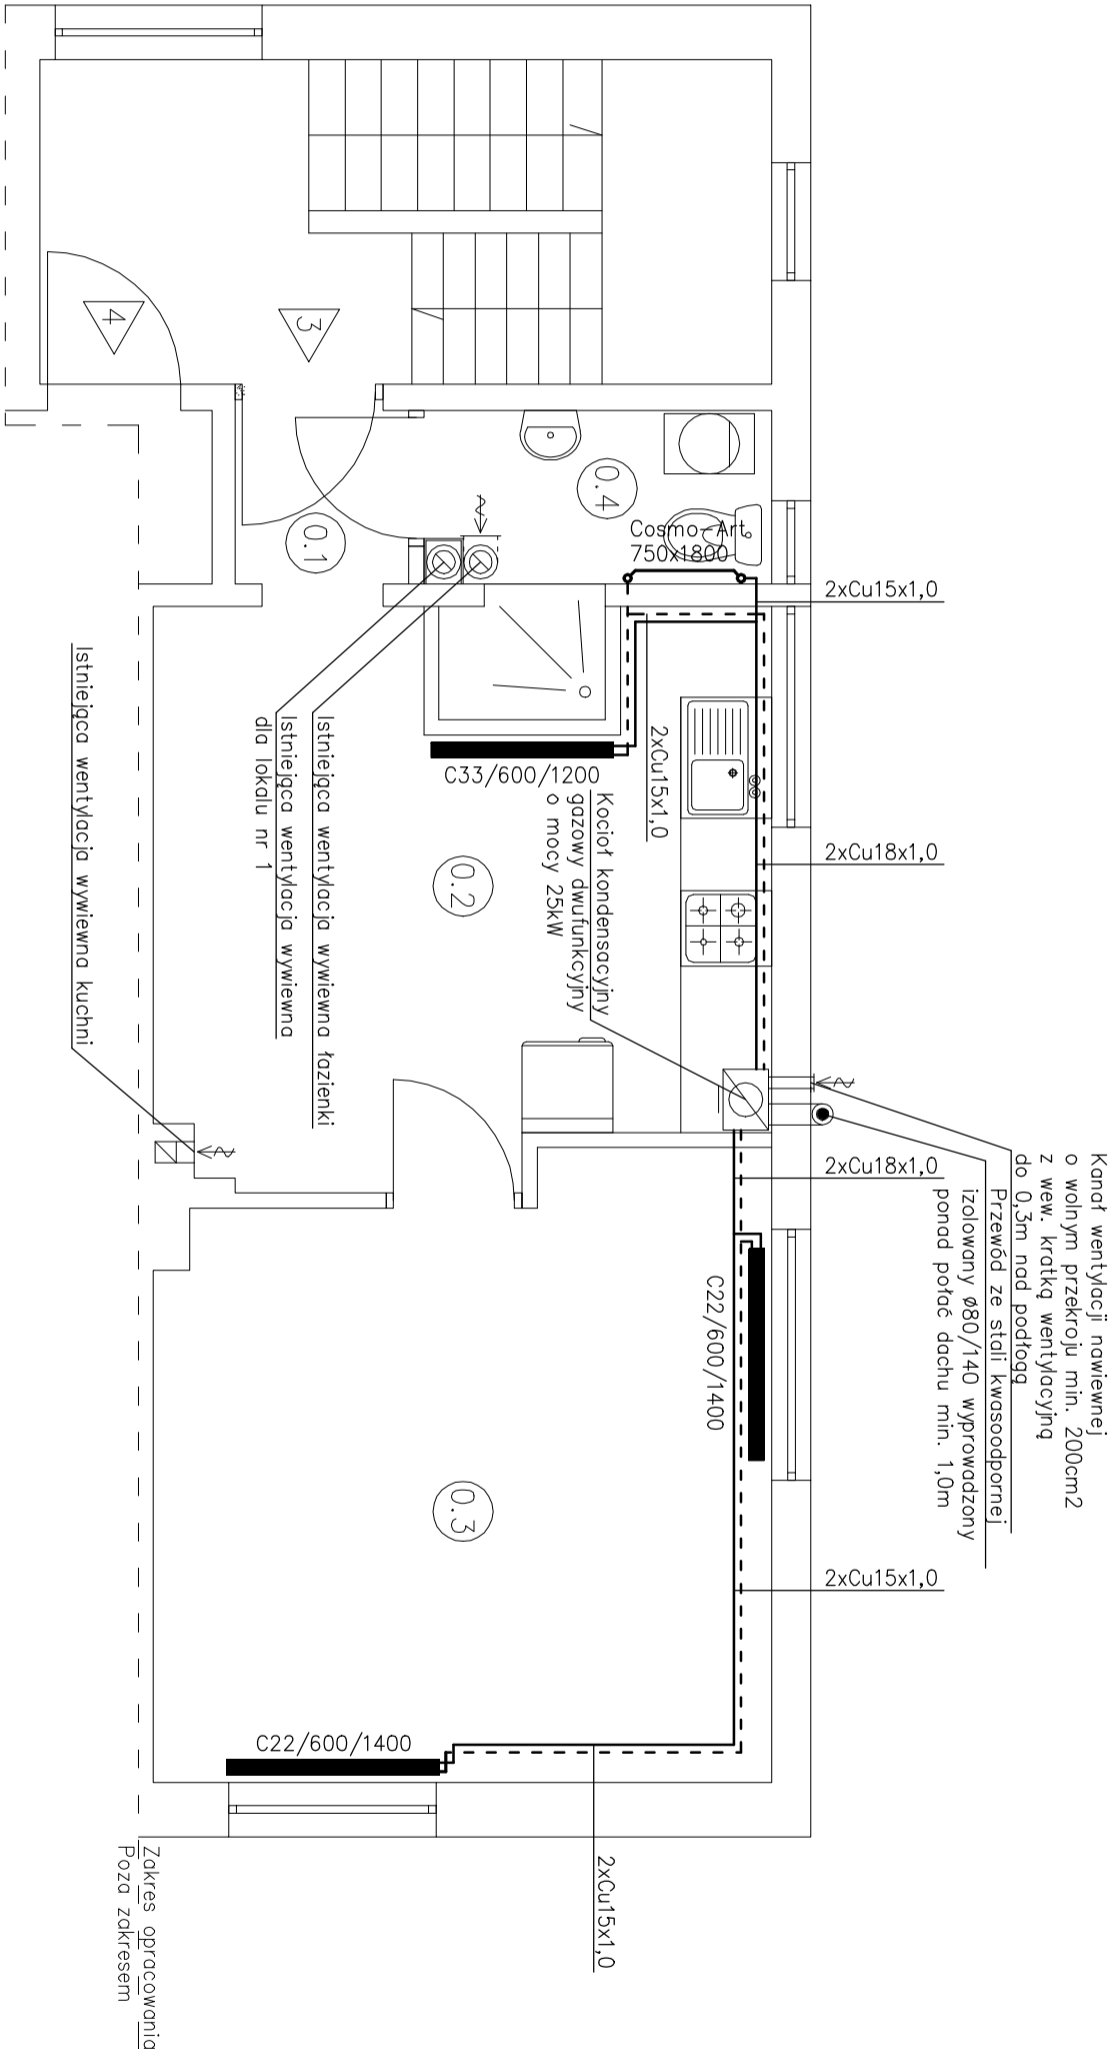 4
3
0.4
0.1
Cosmo-Art
750x1800
2xCu15x1,0
2xCu15x1,0
C33/600/1200
Istniejąca wentylacja wywiewna łazienki
Istniejąca wentylacja wywiewna
dla lokalu nr 1
Istniejąca wentylacja wywiewna kuchni
Kocioł kondensacyjny
gazowy dwufunkcyjny
o mocy 25kW
2xCu18x1,0
0.2
Kanał wentylacji nawiewnej
o wolnym przekroju min. 200cm2
z wew. kratką wentylacyjną
do 0,3m nad podłogą
Przewód ze stali kwasoodpornej
izolowany ø80/140 wyprowadzony
ponad połać dachu min. 1,0m
2xCu18x1,0
C22/600/1400
0.3
2xCu15x1,0
C22/600/1400
2xCu15x1,0
Zakres opracowania
Poza zakresem